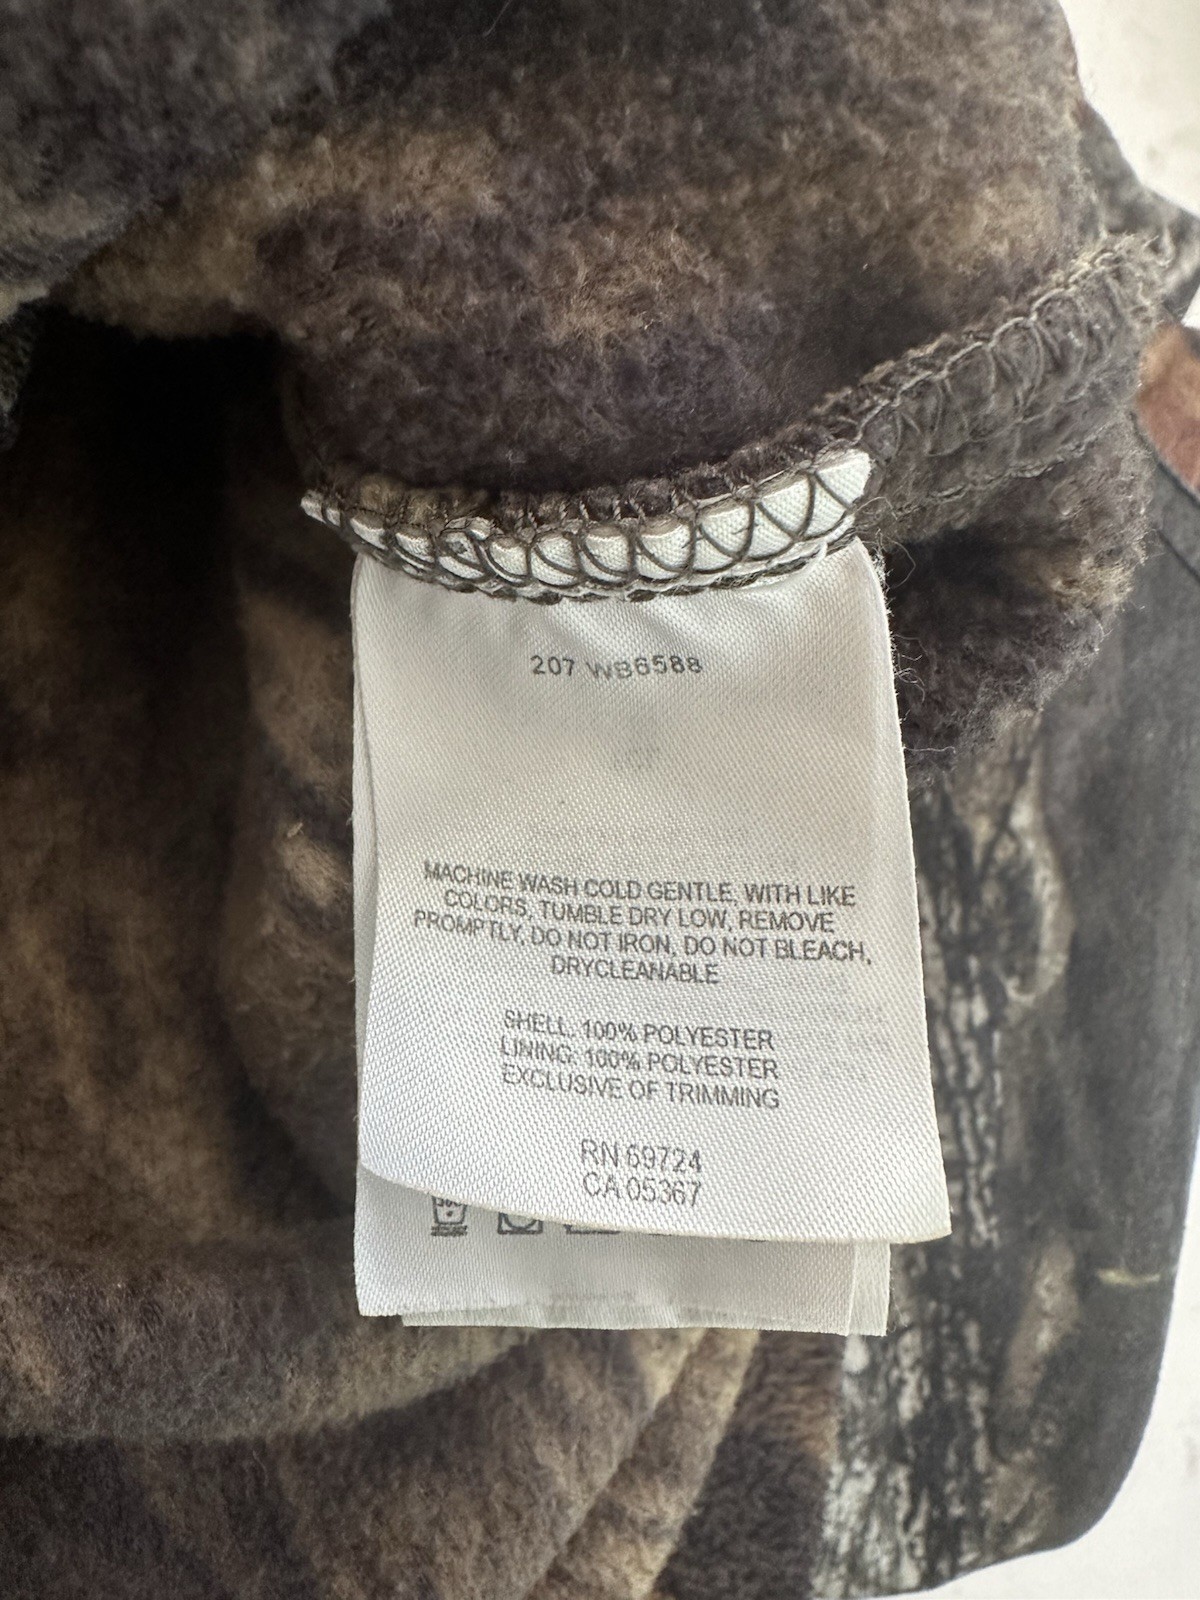 207 WB6588
MACHINE WASH COLD GENTLE, WITH LIKE
COLORS, TUMBLE DRY LOW, REMOVE
PROMPTLY, DO NOT IRON, DO NOT BLEACH,
DRYCLEANABLE
SHELL: 100% POLYESTER
LINING: 100% POLYESTER
EXCLUSIVE OF TRIMMING
RN 69724
CA 05367